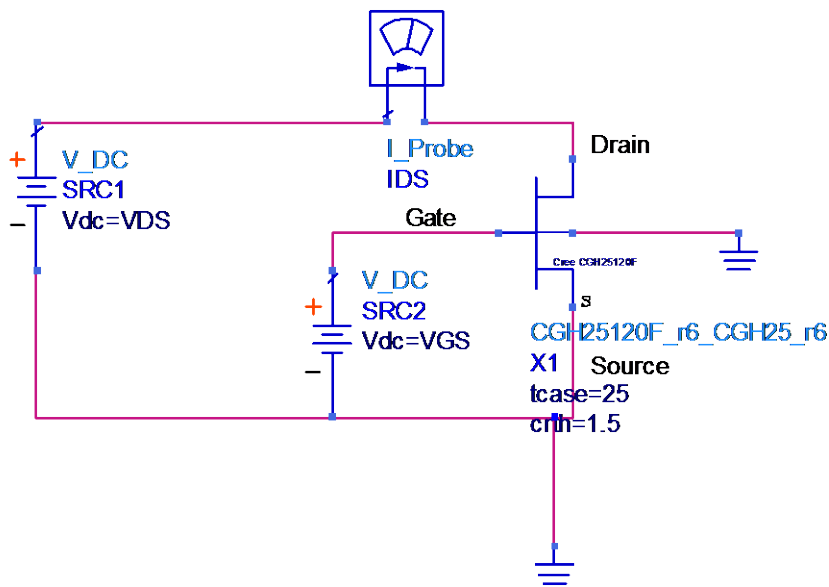 I_Probe
IDS
Drain
+
V_DC
SRC1
Vdc=VDS
−
Gate
Cree CGH25120F
+
V_DC
SRC2
Vdc=VGS
−
S
CGH25120F_r6_CGH25_r6
X1
Source
tcase=25
crth=1.5